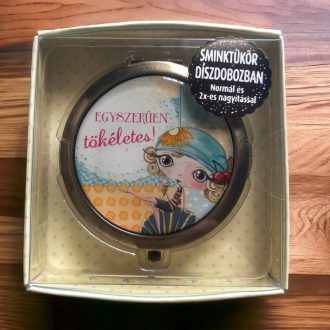 SMINKTÜKÖR
DÍSZDOBOZBAN
Normál és
2x-es nagyítással
EGYSZERŰEN
tökéletes!